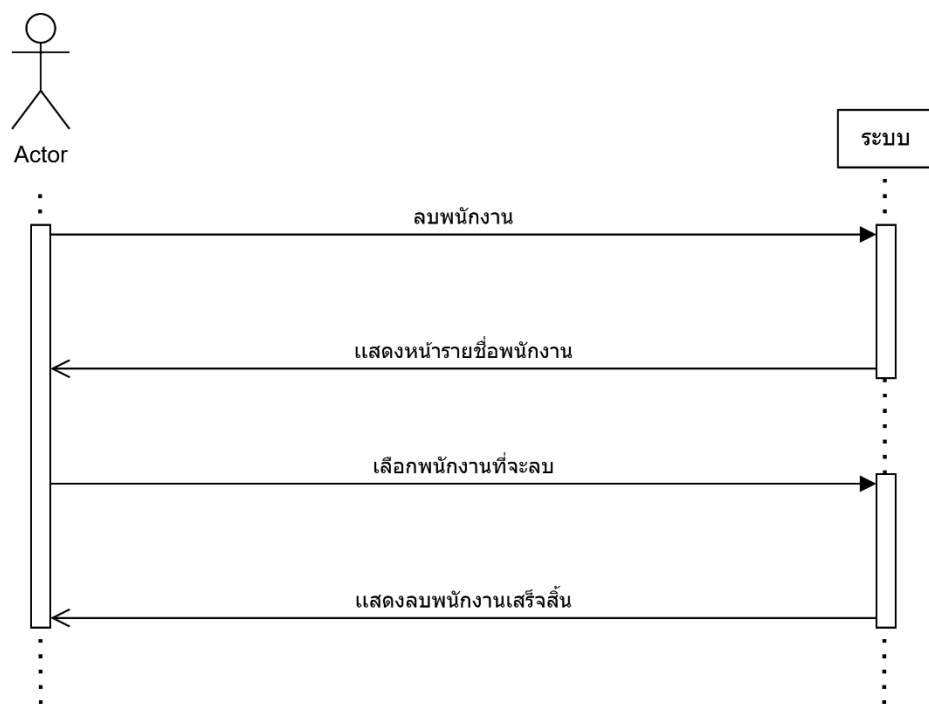 Actor
ระบบ
ลบพนักงาน
แสดงหน้ารายชื่อพนักงาน
เลือกพนักงานที่จะลบ
แสดงลบพนักงานเสร็จสิ้น